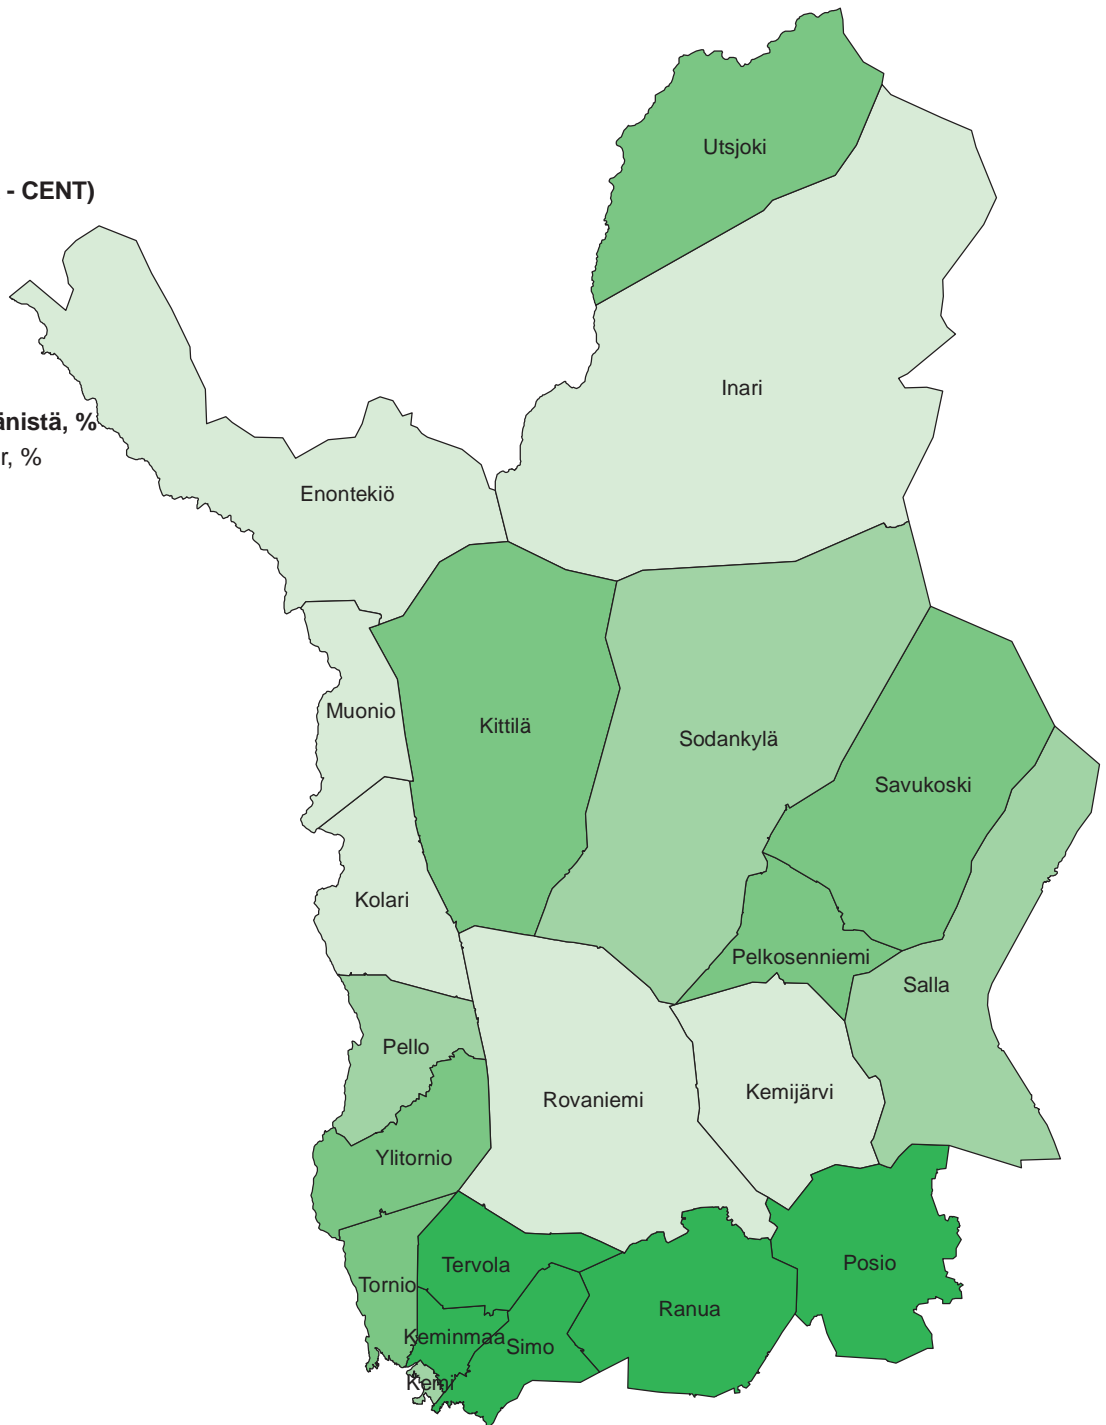 - CENT)
änistä, %
r, %
Utsjoki
Inari
Enontekiö
Muonio
Kittilä
Sodankylä
Savukoski
Kolari
Pelkosenniemi
Salla
Pello
Rovaniemi
Kemijärvi
Ylitornio
Tervola
Posio
Tornio
Ranua
Keminmaa
Simo
Kemi